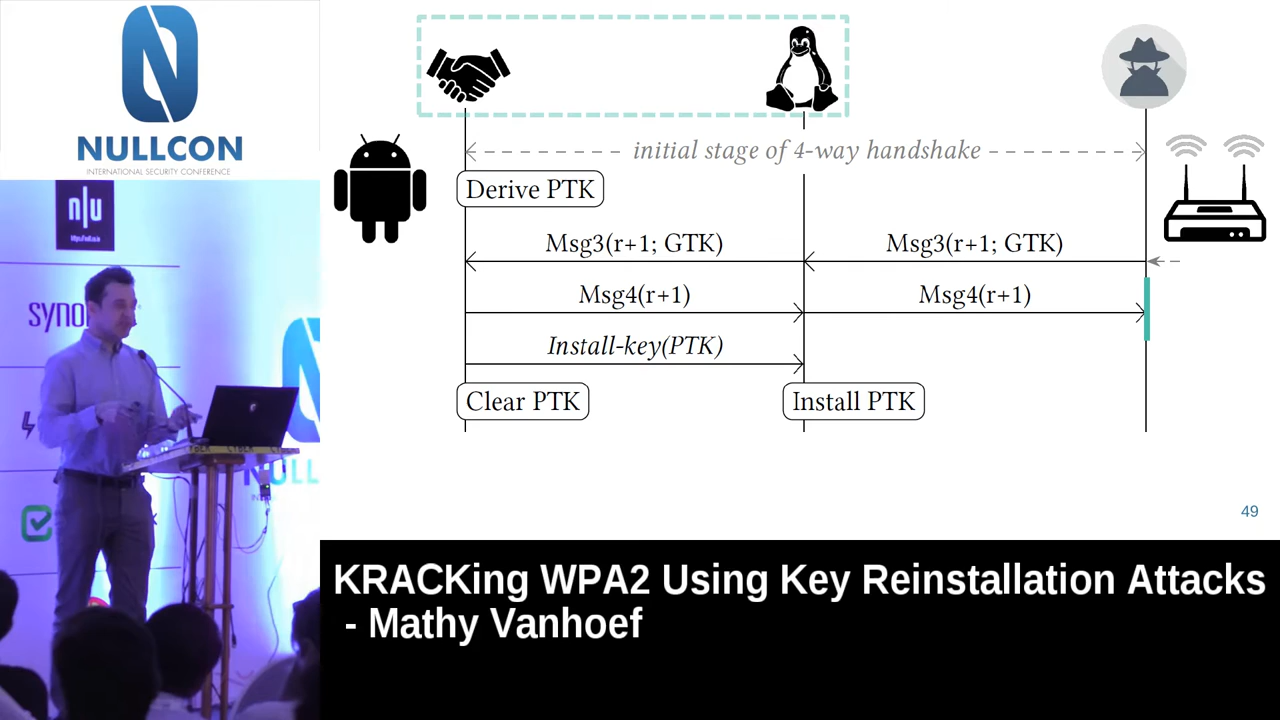 NULLCON
INTERNATIONAL SECURITY CONFERENCE
n|u
SYNO
NULL
initial stage of 4-way handshake
Derive PTK
Msg3(r+1; GTK)
Msg3(r+1; GTK)
Msg4(r+1)
Msg4(r+1)
Install-key(PTK)
Clear PTK
Install PTK
49
KRACKing WPA2 Using Key Reinstallation Attacks
- Mathy Vanhoef